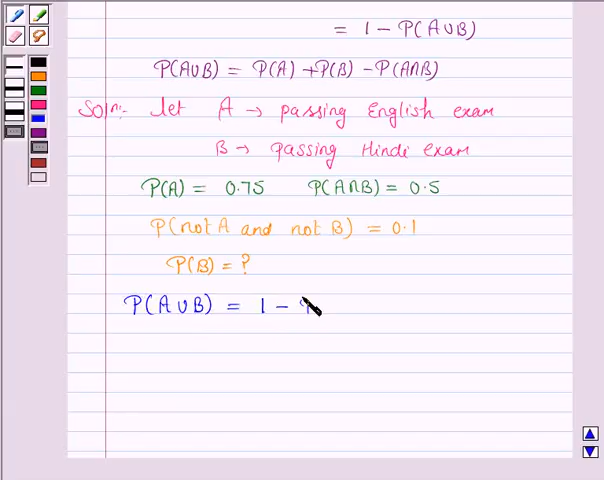 = 1 - P(A∪B)
P(A∪B) = P(A) + P(B) - P(A∩B)
Soln:- let A → passing English exam
B → passing Hindi exam
P(A) = 0.75 P(A∩B) = 0.5
P(not A and not B) = 0.1
P(B) = ?
P(A∪B) = 1 -